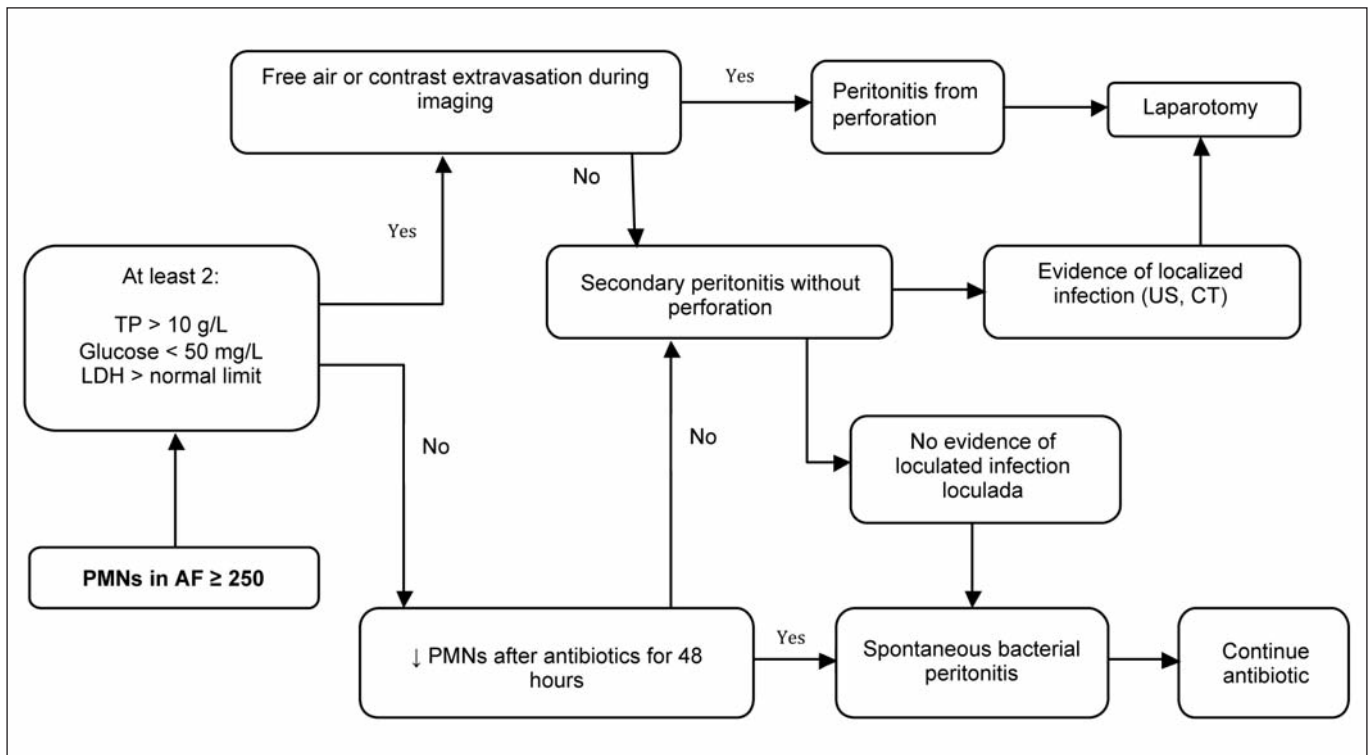 Free air or contrast extravasation during
imaging
Yes
Peritonitis from
perforation
Laparotomy
No
Yes
At least 2:
TP > 10 g/L
Glucose < 50 mg/L
LDH > normal limit
Secondary peritonitis without
perforation
Evidence of localized
infection (US, CT)
No
No
No evidence of
loculated infection
loculada
PMNs in AF ≥ 250
↓ PMNs after antibiotics for 48
hours
Yes
Spontaneous bacterial
peritonitis
Continue
antibiotic